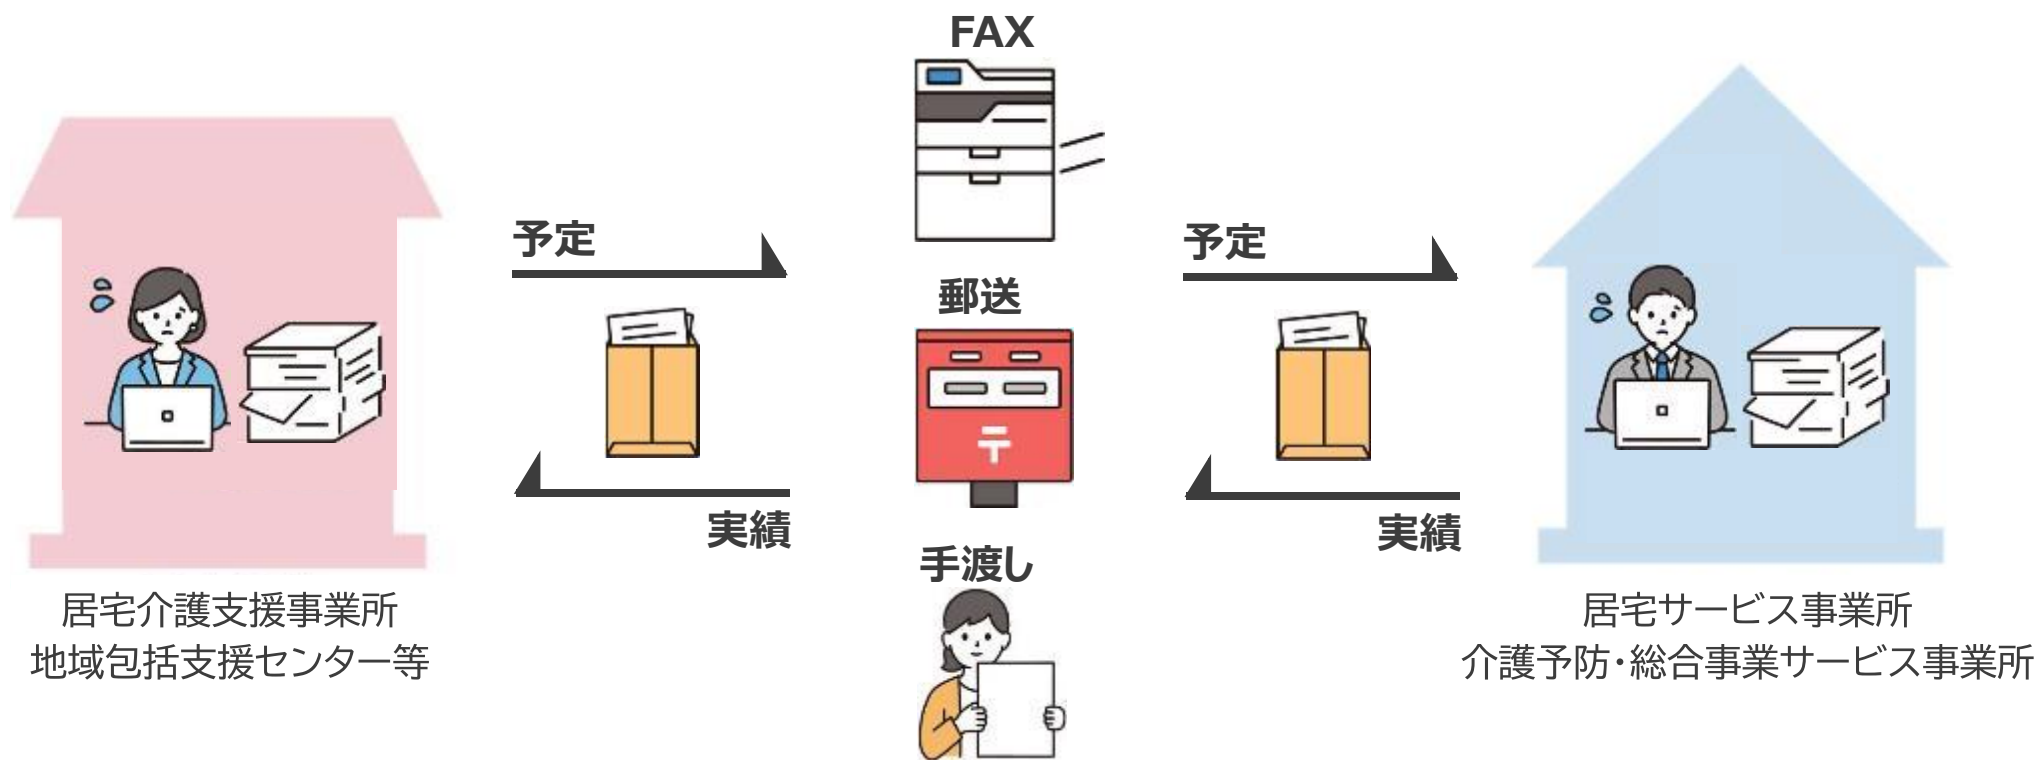 FAX
予定
予定
郵送
実績
実績
手渡し
居宅介護支援事業所
地域包括支援センター等
居宅サービス事業所
介護予防・総合事業サービス事業所